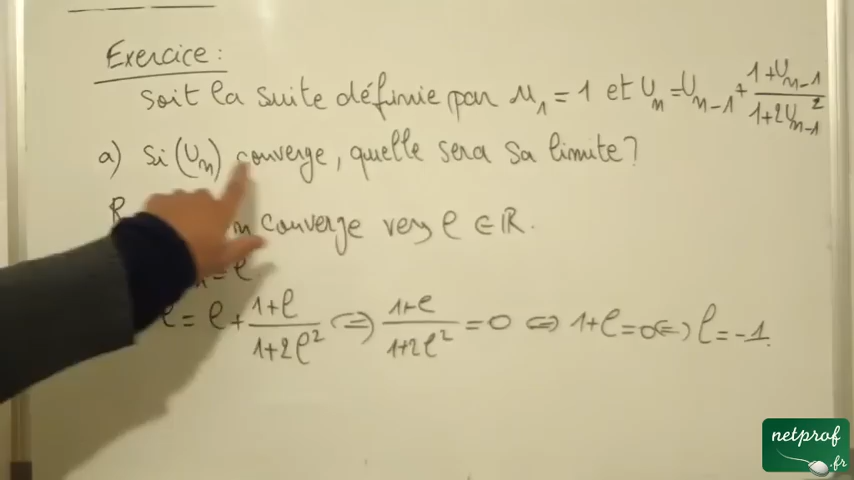 Exercice :
soit la suite définie par u₁ = 1 et Uₙ = Uₙ₋₁ + (1+Uₙ₋₁)/(1+2Uₙ₋₁²)
a) Si (Uₙ) converge, quelle sera sa limite ?
converge vers ℓ ∈ ℝ.
= ℓ
ℓ = ℓ + (1+ℓ)/(1+2ℓ²) ⇔ (1+ℓ)/(1+2ℓ²) = 0 ⇔ 1+ℓ = 0 ⇔ ℓ = -1.
netprof
.fr